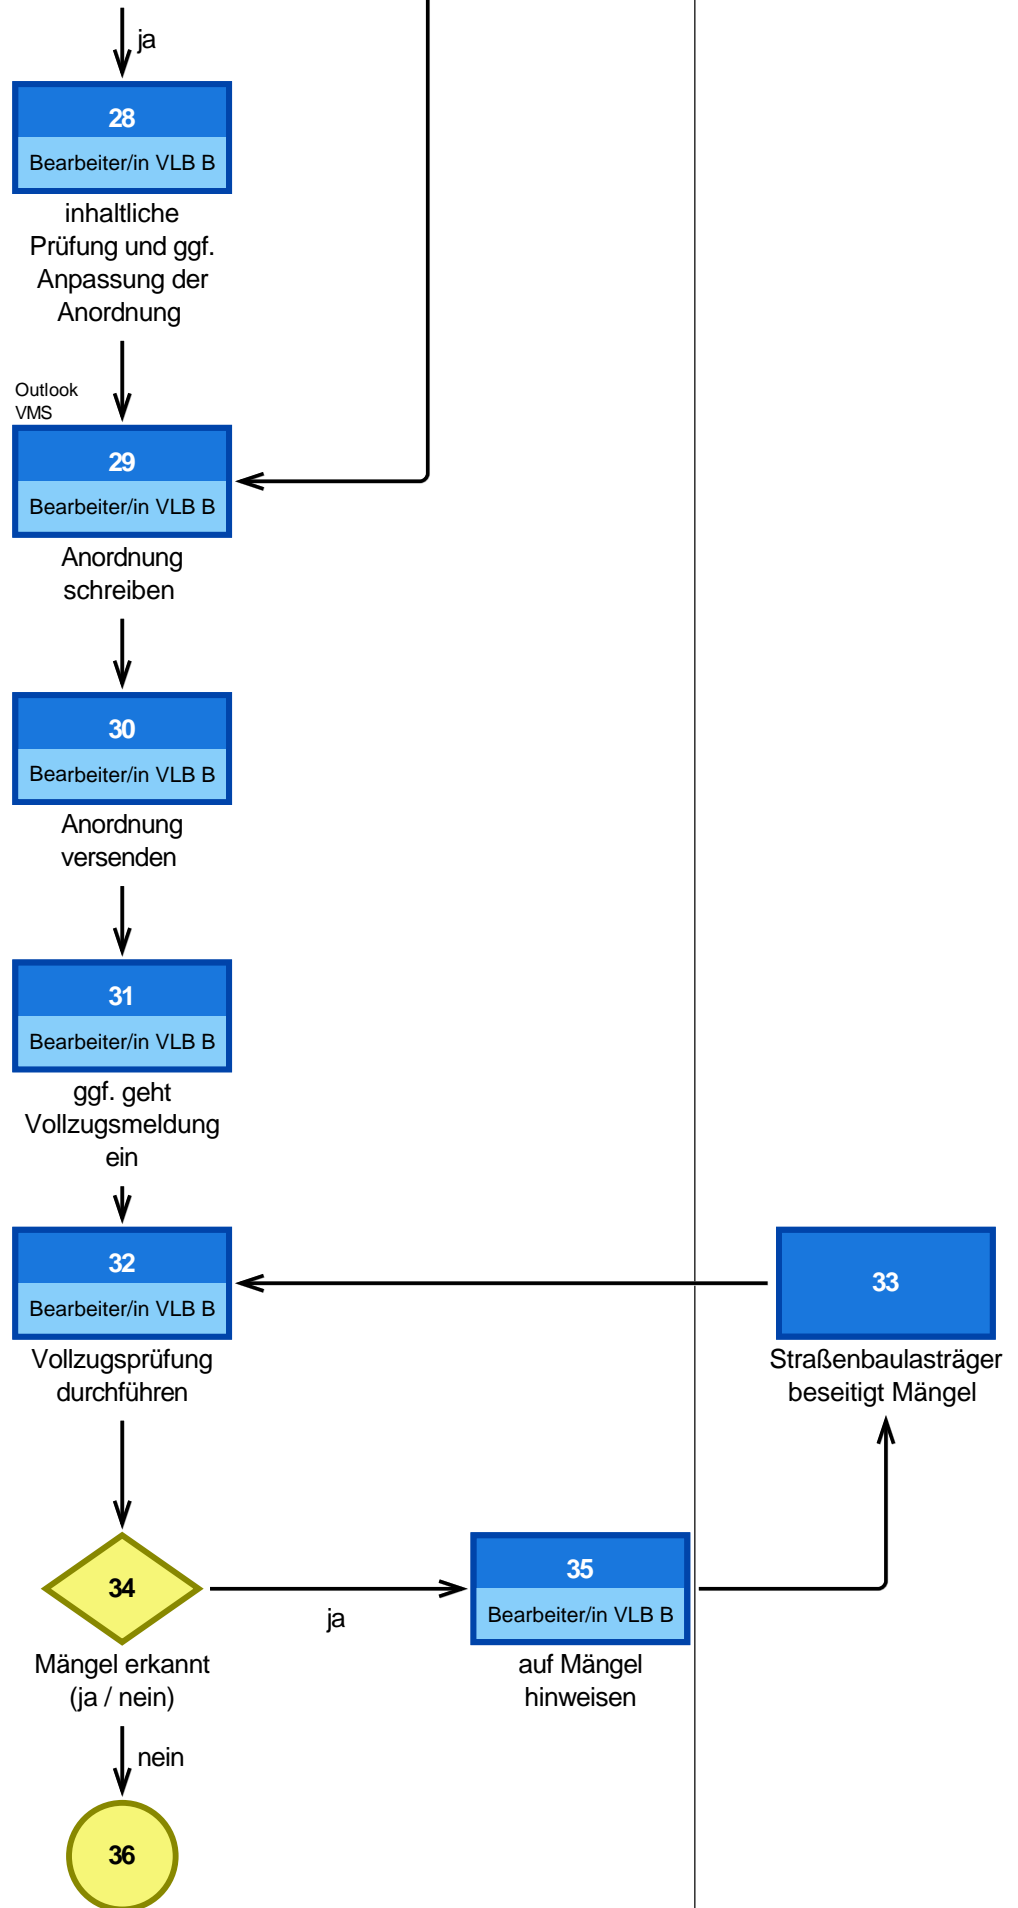 ja
28
Bearbeiter/in VLB B
inhaltliche
Prüfung und ggf.
Anpassung der
Anordnung
Outlook
VMS
29
Bearbeiter/in VLB B
Anordnung
schreiben
30
Bearbeiter/in VLB B
Anordnung
versenden
31
Bearbeiter/in VLB B
ggf. geht
Vollzugsmeldung
ein
32
Bearbeiter/in VLB B
Vollzugsprüfung
durchführen
33
Straßenbaulasträger
beseitigt Mängel
34
Mängel erkannt
(ja / nein)
ja
35
Bearbeiter/in VLB B
auf Mängel
hinweisen
nein
36